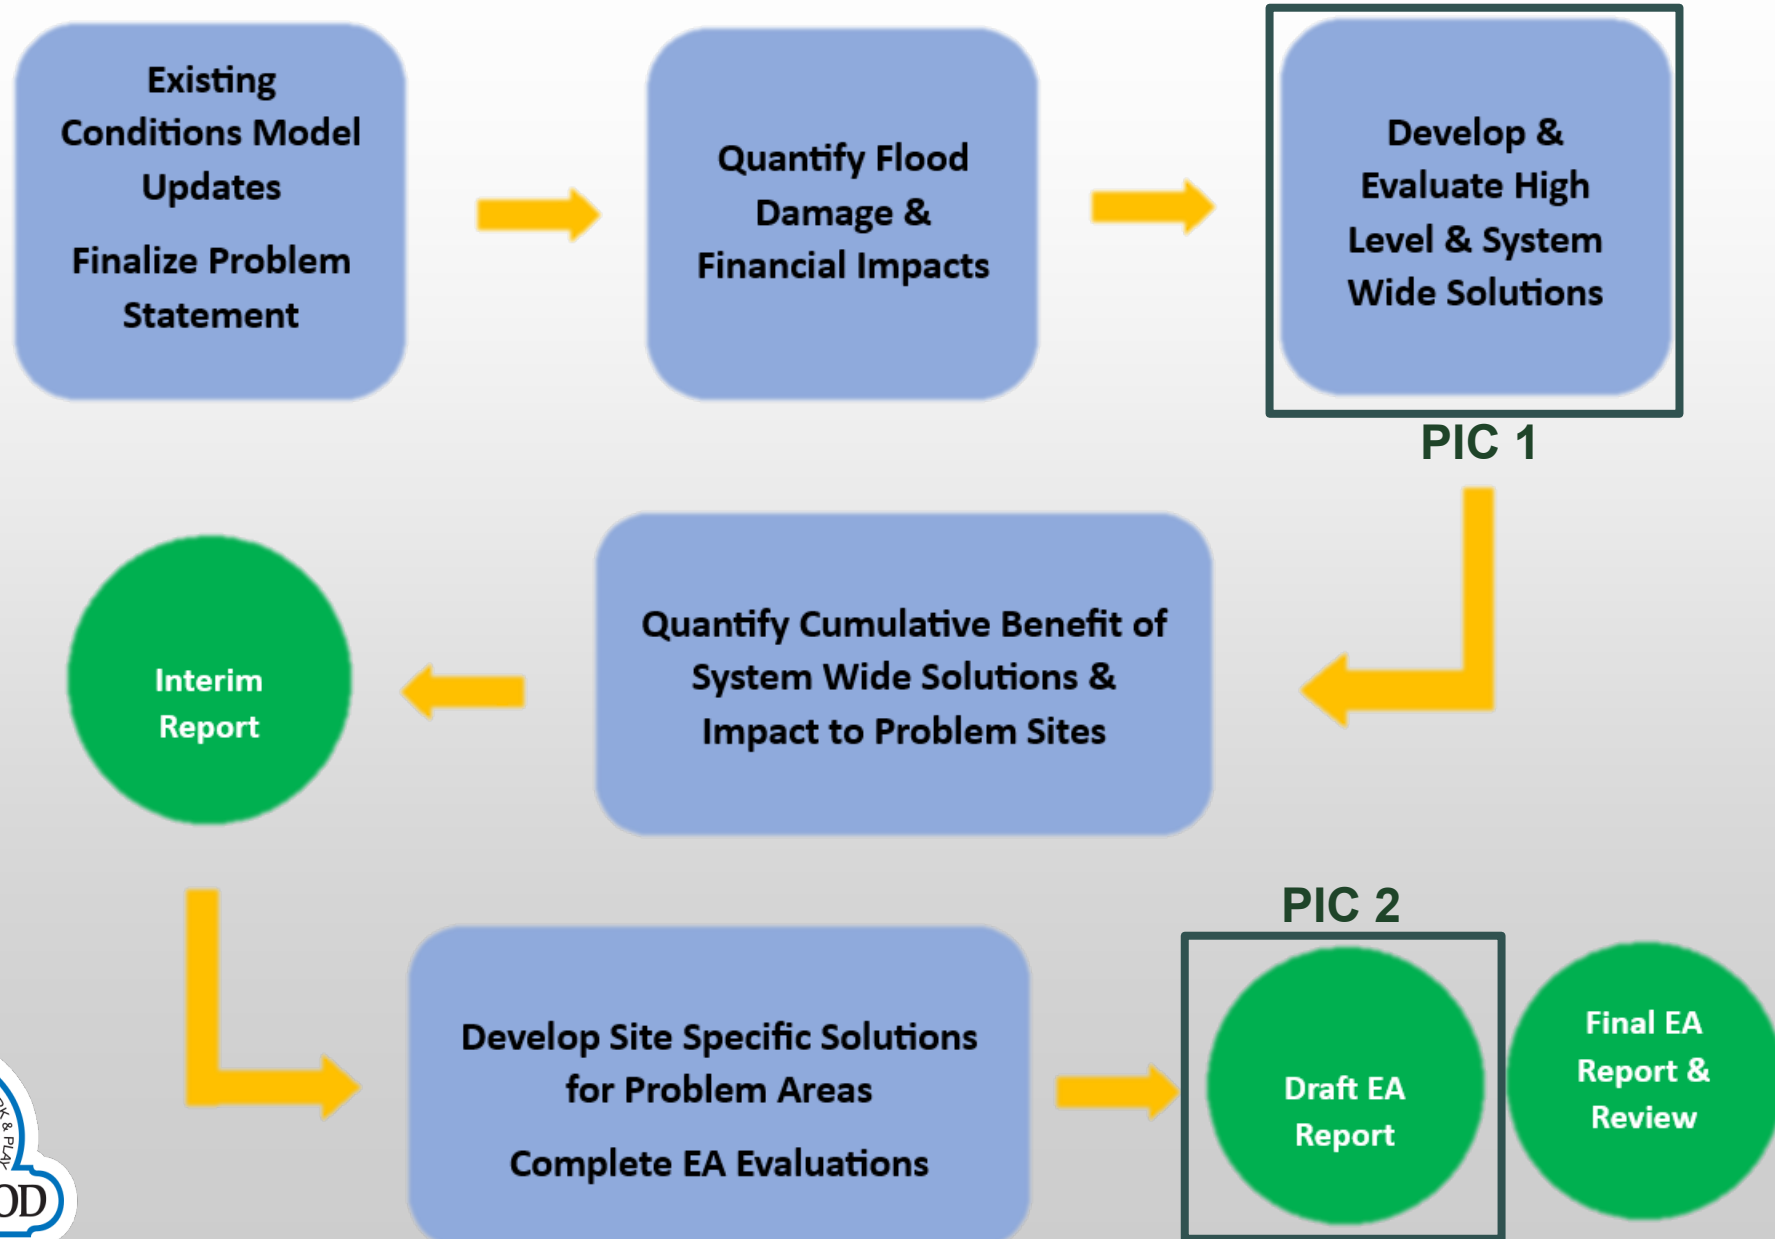 Existing
Conditions Model
Updates
Finalize Problem
Statement
Quantify Flood
Damage &
Financial Impacts
Develop &
Evaluate High
Level & System
Wide Solutions
PIC 1
Quantify Cumulative Benefit of
System Wide Solutions &
Impact to Problem Sites
Interim
Report
Develop Site Specific Solutions
for Problem Areas
Complete EA Evaluations
PIC 2
Draft EA
Report
Final EA
Report &
Review
& PLAY